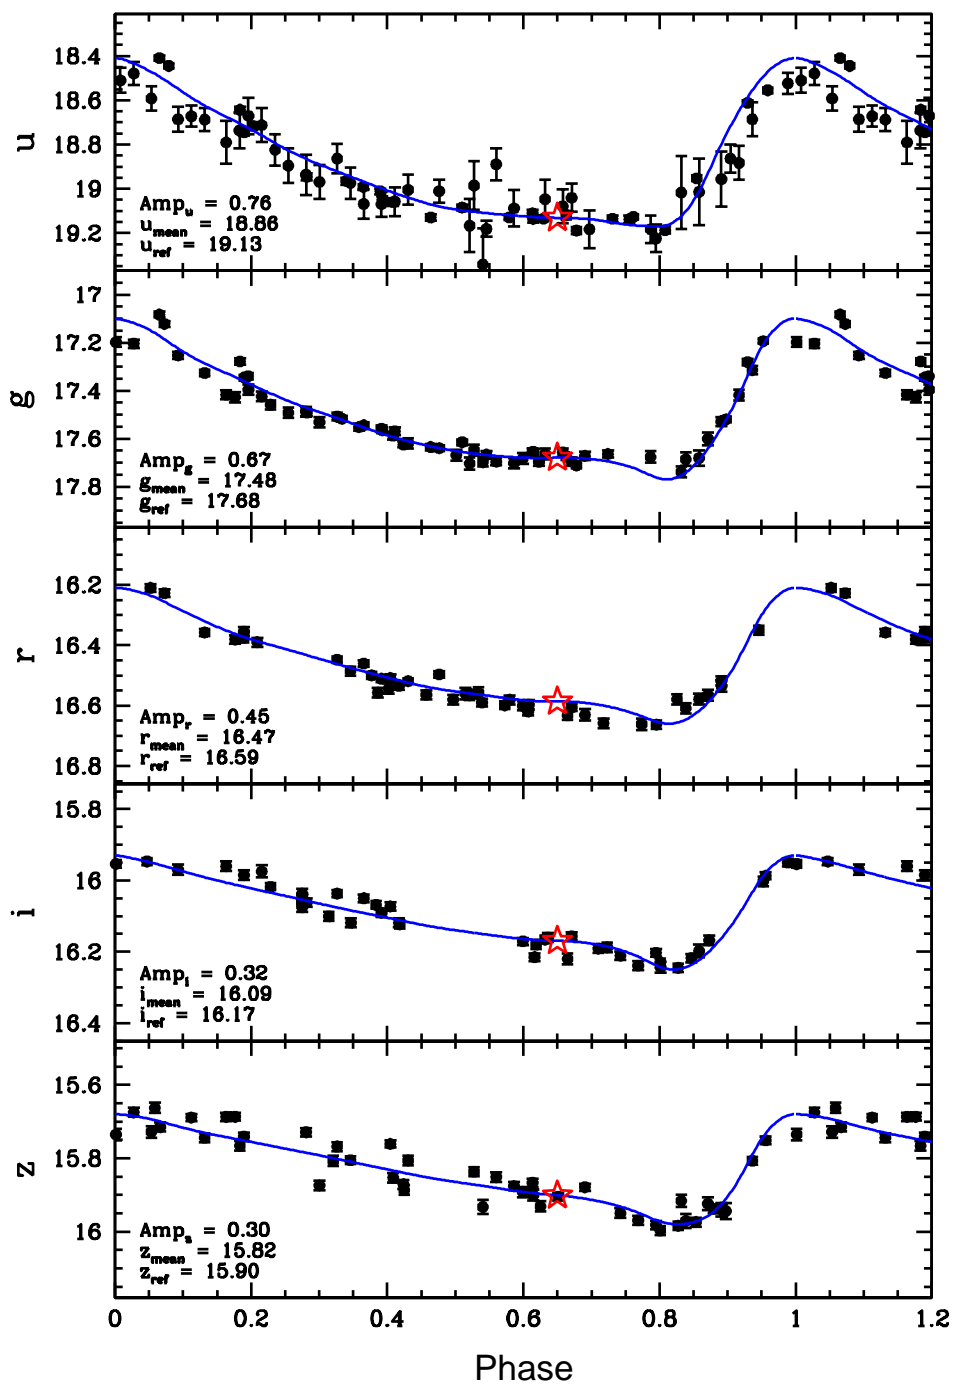 18.4
18.6
18.8
19
19.2
u
Amp_u = 0.76
u_mean = 18.86
u_ref = 19.13
17
17.2
17.4
17.6
17.8
g
Amp_g = 0.67
g_mean = 17.48
g_ref = 17.68
16.2
16.4
16.6
16.8
r
Amp_r = 0.45
r_mean = 16.47
r_ref = 16.59
15.8
16
16.2
16.4
i
Amp_i = 0.32
i_mean = 16.09
i_ref = 16.17
15.6
15.8
16
z
Amp_z = 0.30
z_mean = 15.82
z_ref = 15.90
0 0.2 0.4 0.6 0.8 1 1.2
Phase